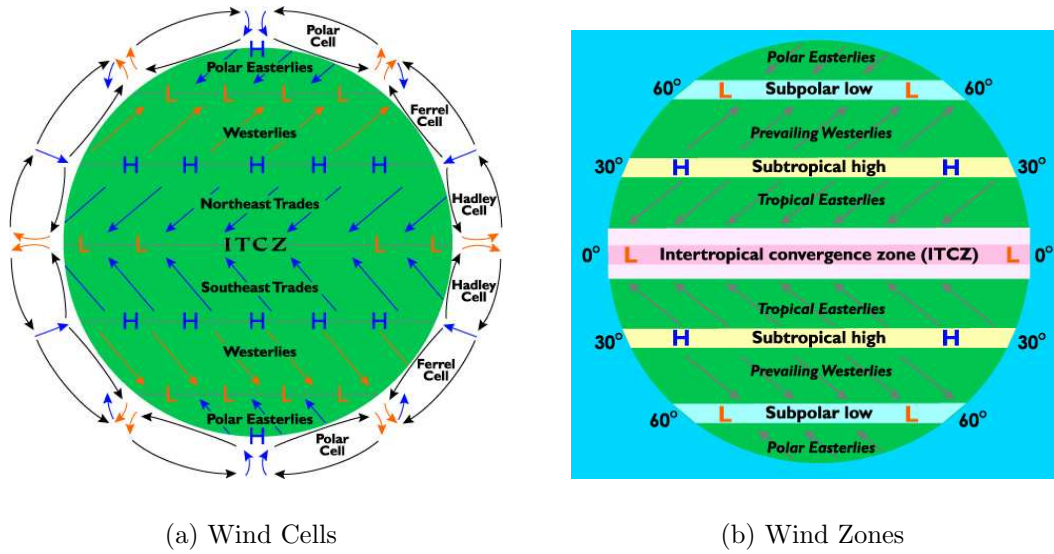 H
Polar
Cell
Polar Easterlies
L L L L
Ferrel
Cell
Westerlies
H H H H H
Northeast Trades
Hadley
Cell
L L ITCZ L L
Southeast Trades
Hadley
Cell
H H H H H
Westerlies
Ferrel
Cell
L L L L
Polar Easterlies
H
Polar
Cell
(a) Wind Cells
Polar Easterlies
60° L Subpolar low L 60°
Prevailing Westerlies
30° H Subtropical high H 30°
Tropical Easterlies
0° L Intertropical convergence zone (ITCZ) L 0°
Tropical Easterlies
30° H Subtropical high H 30°
Prevailing Westerlies
60° L Subpolar low L 60°
Polar Easterlies
(b) Wind Zones